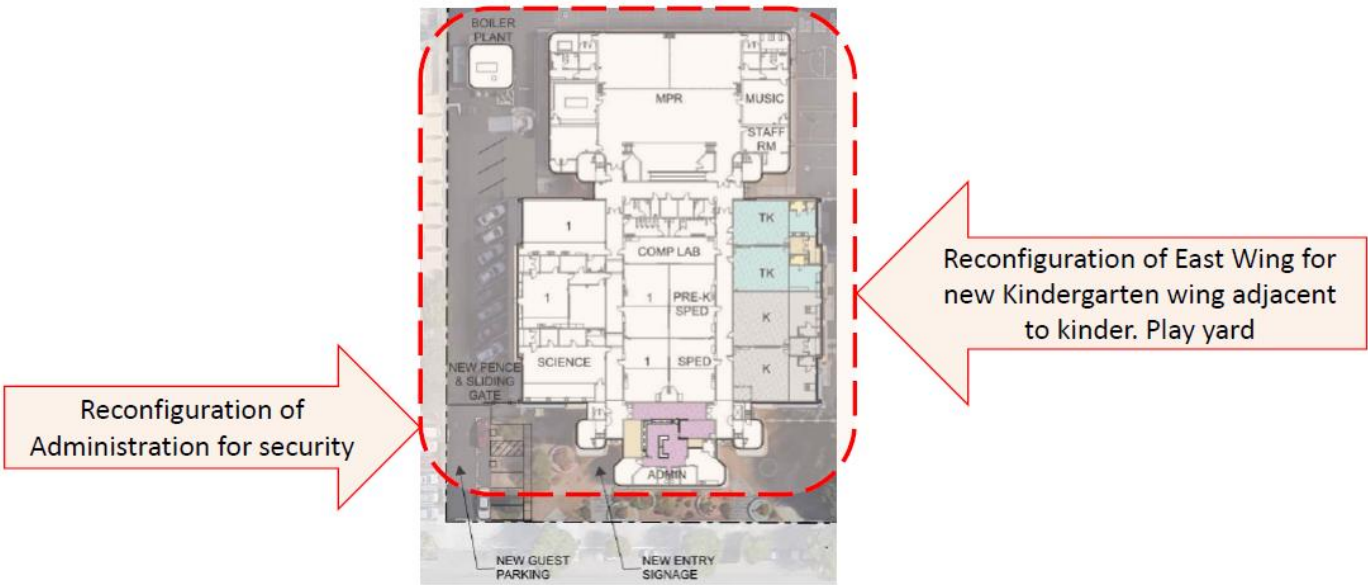 BOILER
PLANT
MPR
MUSIC
STAFF
RM
1
TK
COMP LAB
TK
1
1
PRE-K
SPED
K
SCIENCE
1
SPED
K
NEW FENCE
& SLIDING
GATE
ADMIN
NEW GUEST
PARKING
NEW ENTRY
SIGNAGE
Reconfiguration of
Administration for security
Reconfiguration of East Wing for
new Kindergarten wing adjacent
to kinder. Play yard